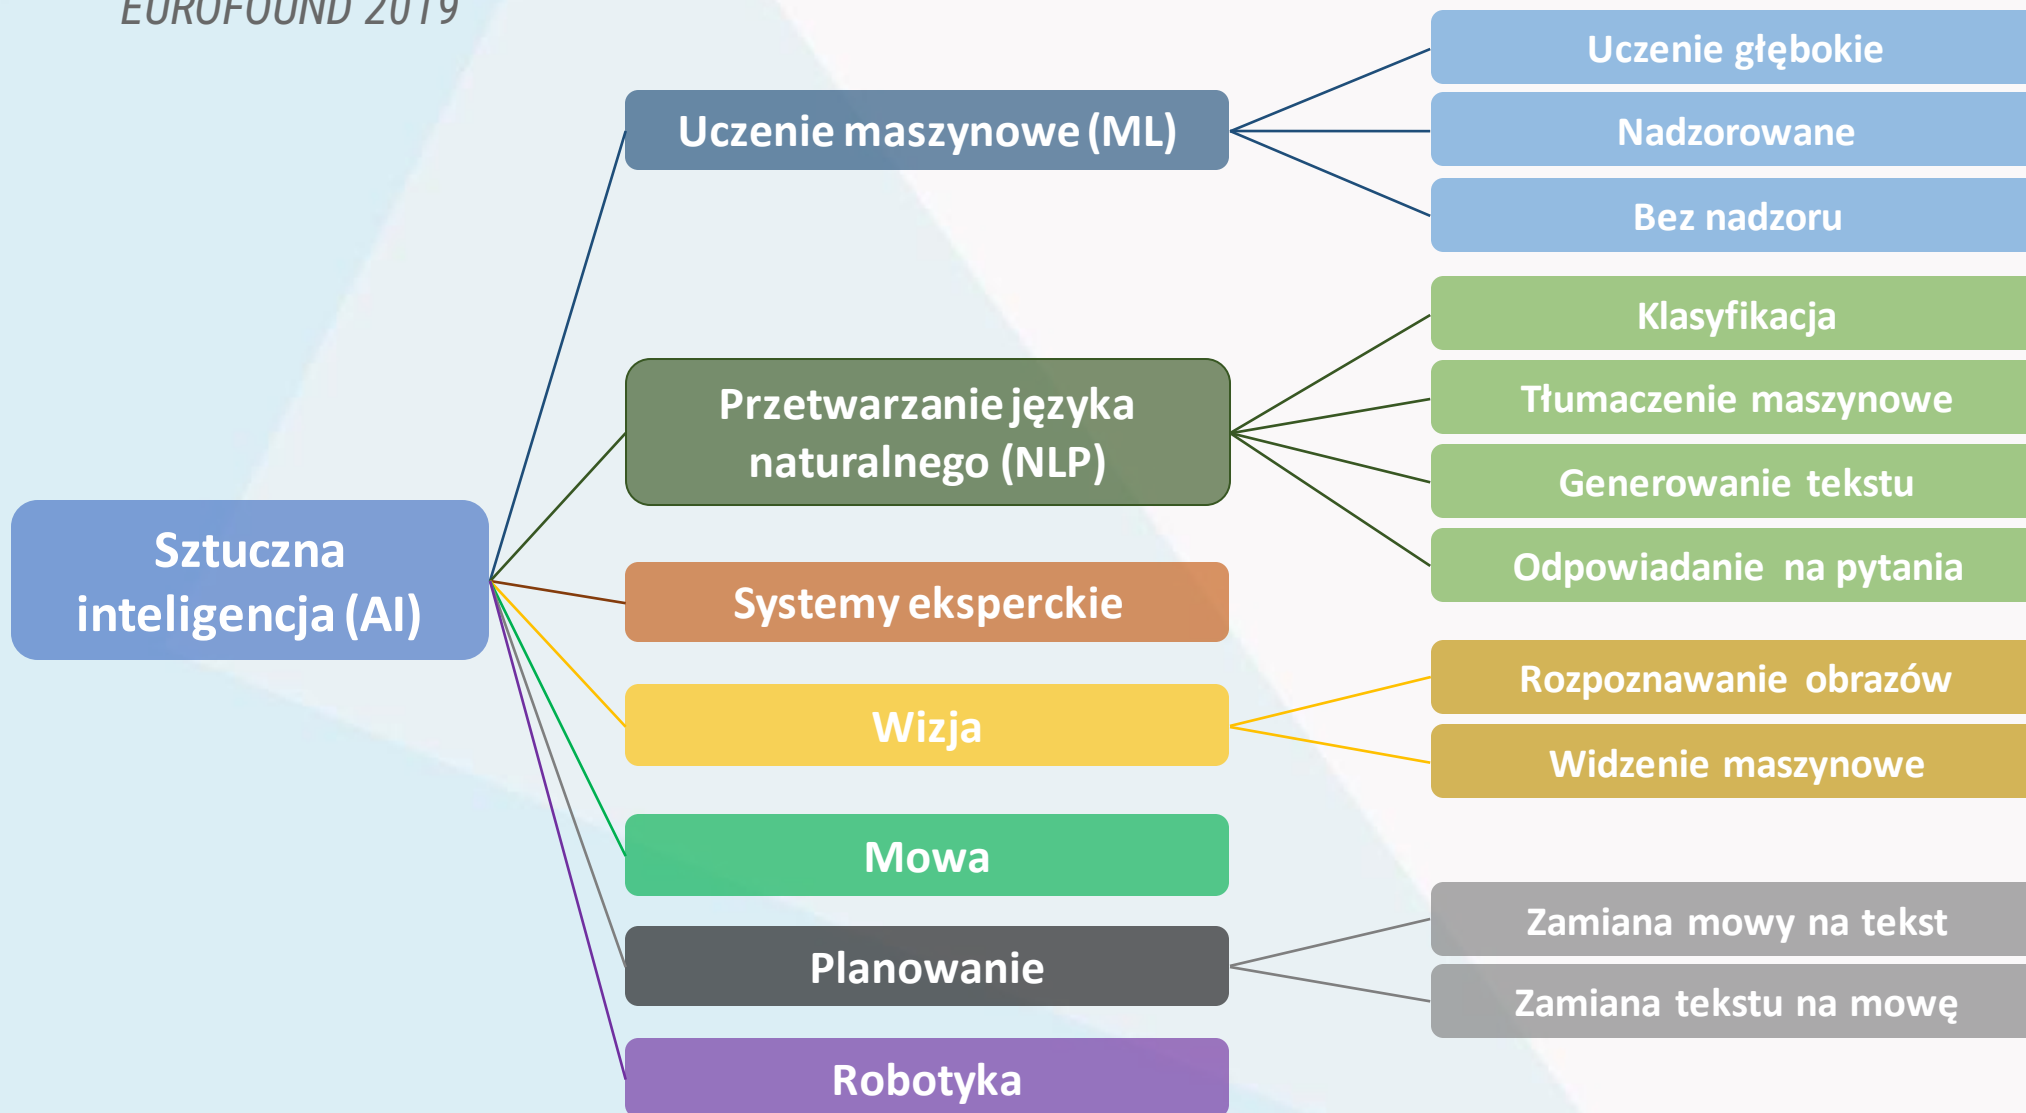 EUROFOUND 2019
Uczenie maszynowe (ML)
Uczenie głębokie
Nadzorowane
Bez nadzoru
Przetwarzanie języka
naturalnego (NLP)
Klasyfikacja
Tłumaczenie maszynowe
Generowanie tekstu
Odpowiadanie na pytania
Sztuczna
inteligencja (AI)
Systemy eksperckie
Wizja
Rozpoznawanie obrazów
Widzenie maszynowe
Mowa
Planowanie
Zamiana mowy na tekst
Zamiana tekstu na mowę
Robotyka